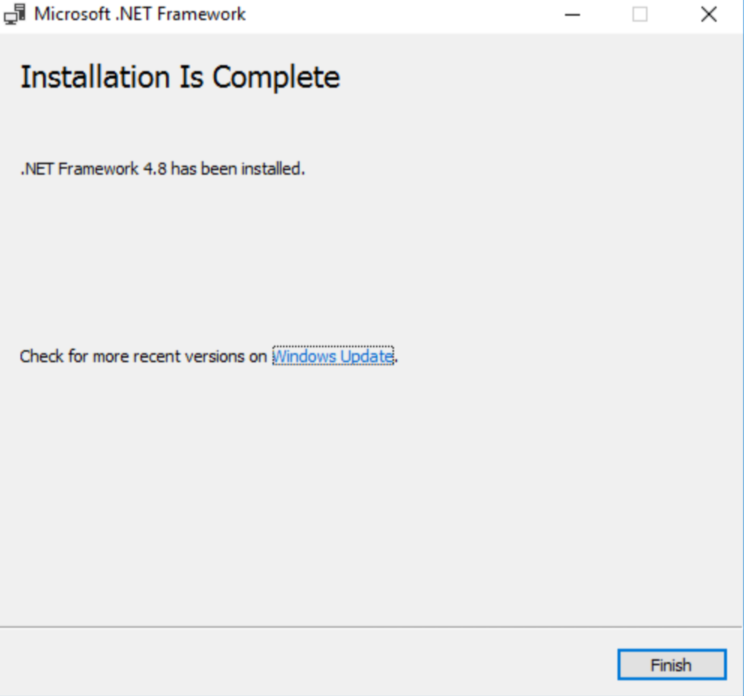 Microsoft .NET Framework
Installation Is Complete
.NET Framework 4.8 has been installed.
Check for more recent versions on Windows Update.
Finish